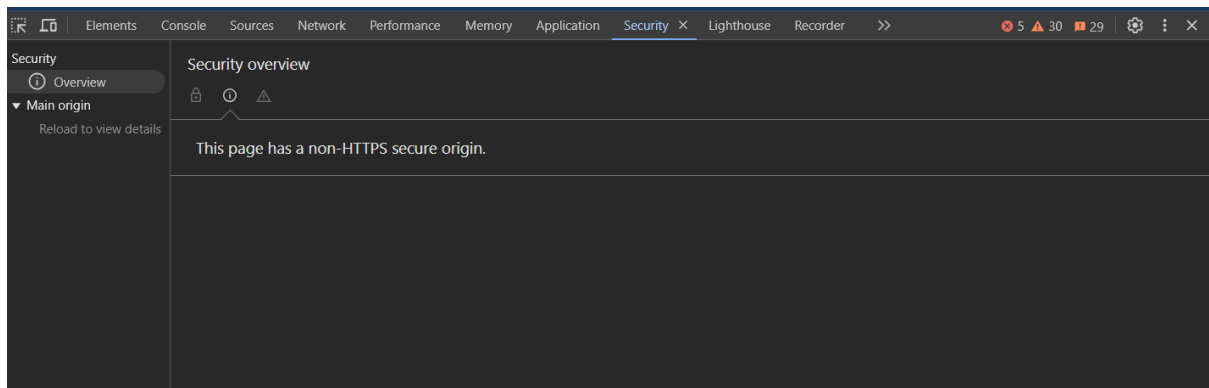 Elements Console Sources Network Performance Memory Application Security Lighthouse Recorder 5 30 29
Security
Overview
Main origin
Reload to view details
Security overview
This page has a non-HTTPS secure origin.